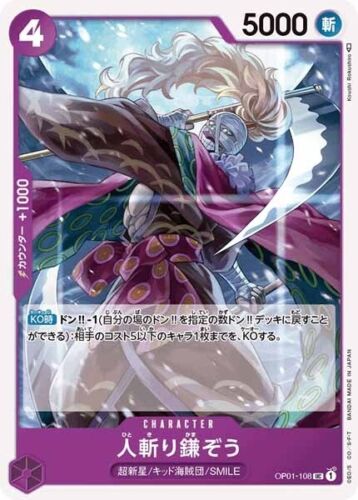 4
5000
斬
Koushi Rokushiro
カウンター +1000
KO時 ドン!!-1(自分の場のドン!!を指定の数ドン!!デッキに戻すこと
ができる):相手のコスト5以下のキャラ1枚までを、KOする。
CHARACTER
人斬り鎌ぞう
超新星/キッド海賊団/SMILE
OP01-108 UC 1
BANDAI MADE IN JAPAN